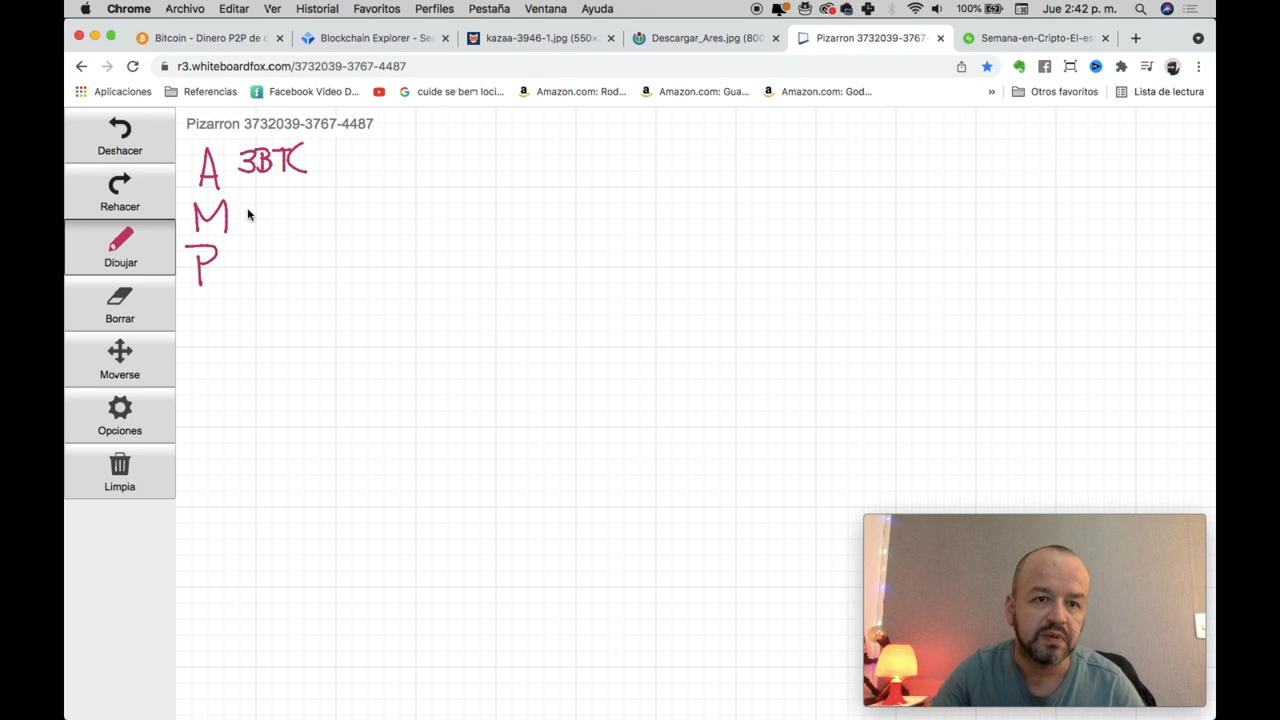 Chrome Archivo Editar Ver Historial Favoritos Perfiles Pestaña Ventana Ayuda 100% Jue 2:42 p. m.
Bitcoin - Dinero P2P de c Blockchain Explorer - Sea kazaa-3946-1.jpg (550× Descargar_Ares.jpg (800 Pizarron 3732039-3767- Semana-en-Cripto-El-es
r3.whiteboardfox.com/3732039-3767-4487
Aplicaciones Referencias Facebook Video D... cuide se bem loci... Amazon.com: Rod... Amazon.com: Gua... Amazon.com: God... » Otros favoritos Lista de lectura
Pizarron 3732039-3767-4487
Deshacer
A 3BTC
Rehacer
M
Dibujar
P
Borrar
Moverse
Opciones
Limpia